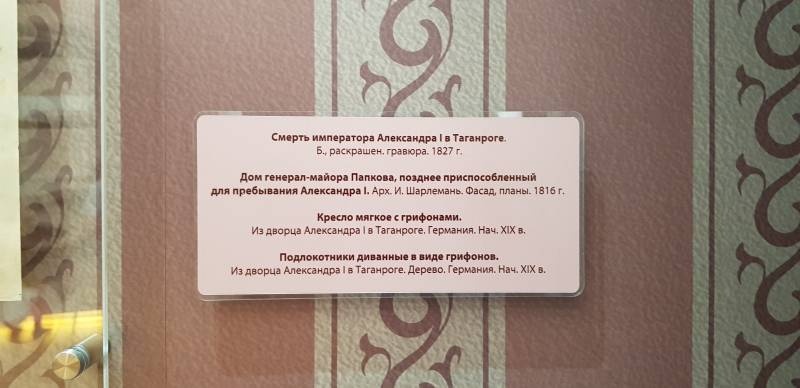 Смерть императора Александра I в Таганроге.
Б., раскрашен. гравюра. 1827 г.
Дом генерал-майора Папкова, позднее приспособленный
для пребывания Александра I. Арх. И. Шарлемань. Фасад, планы. 1816 г.
Кресло мягкое с грифонами.
Из дворца Александра I в Таганроге. Германия. Нач. XIX в.
Подлокотники диванные в виде грифонов.
Из дворца Александра I в Таганроге. Дерево. Германия. Нач. XIX в.